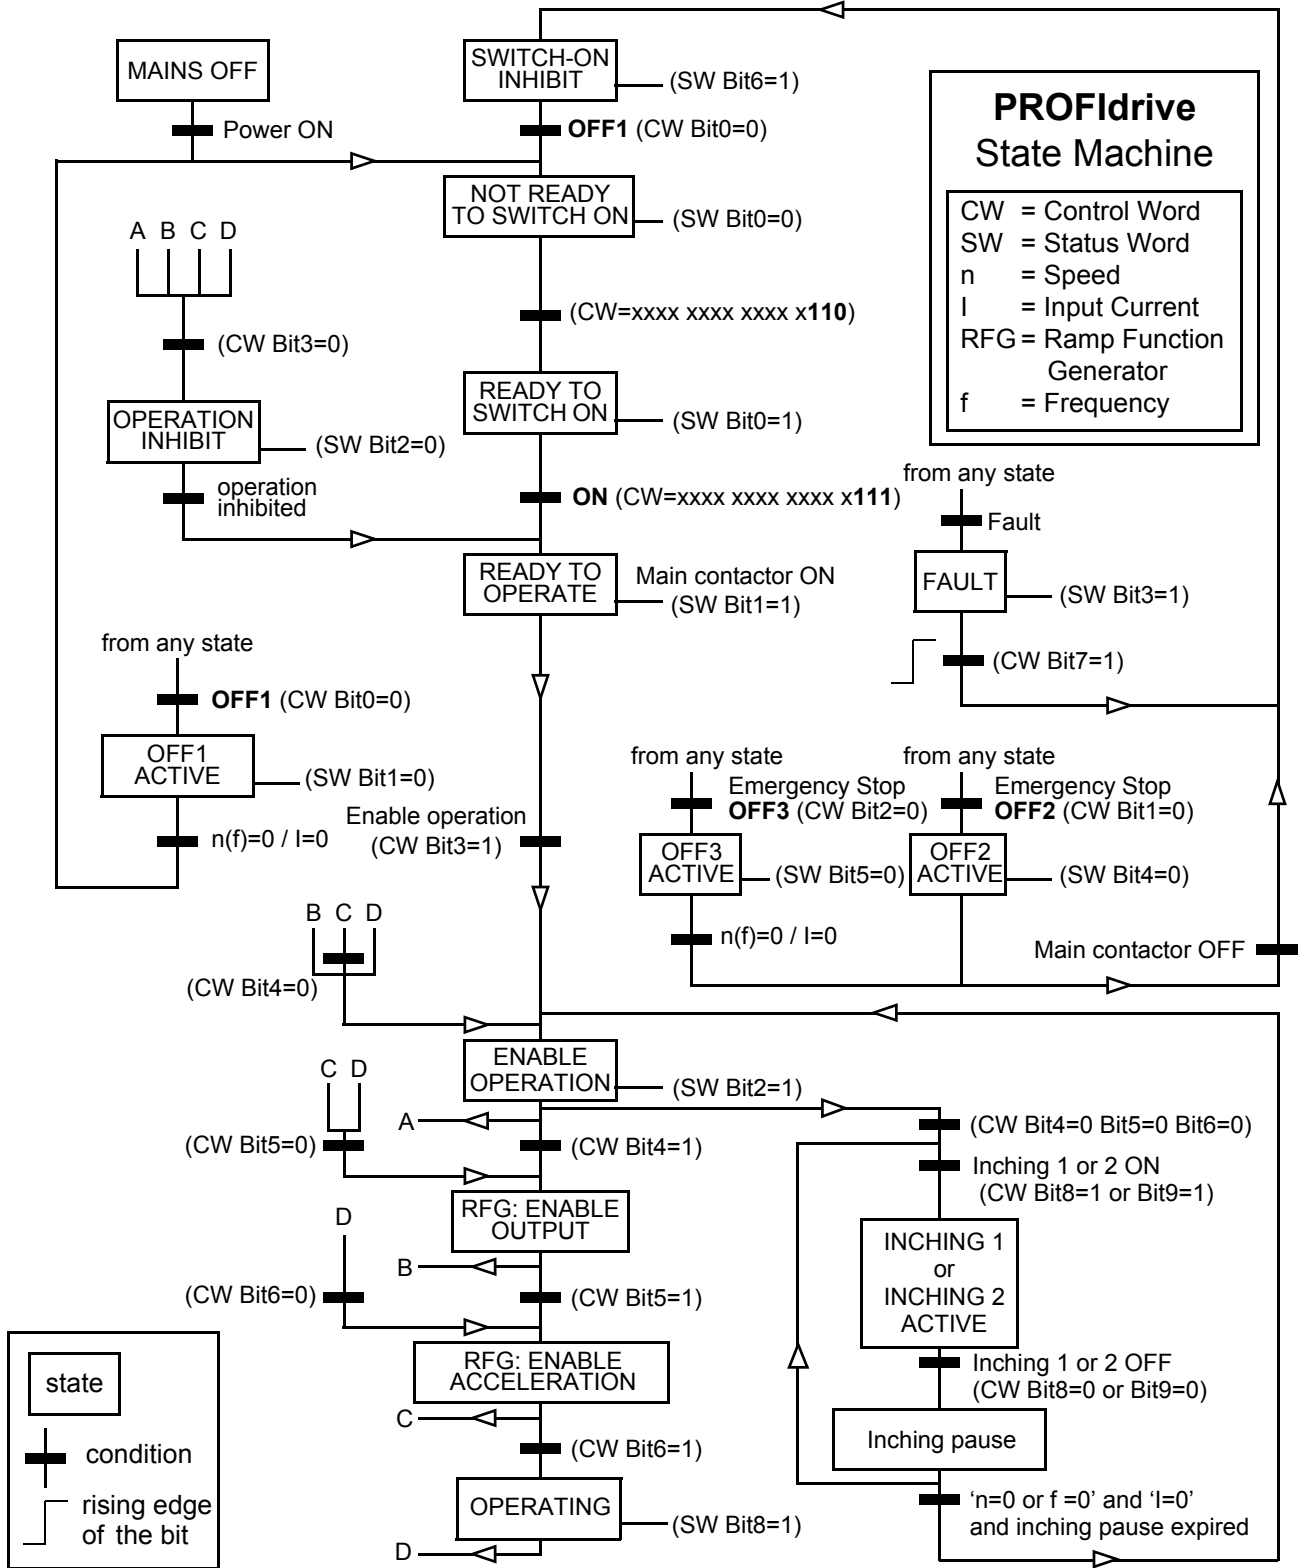 MAINS OFF
Power ON
SWITCH-ON
INHIBIT
(SW Bit6=1)
OFF1 (CW Bit0=0)
PROFIdrive
State Machine
CW = Control Word
SW = Status Word
n = Speed
I = Input Current
RFG = Ramp Function
Generator
f = Frequency
NOT READY
TO SWITCH ON
(SW Bit0=0)
A B C D
(CW Bit3=0)
(CW=xxxx xxxx xxxx x110)
OPERATION
INHIBIT
(SW Bit2=0)
operation
inhibited
READY TO
SWITCH ON
(SW Bit0=1)
ON (CW=xxxx xxxx xxxx x111)
from any state
Fault
FAULT
(SW Bit3=1)
(CW Bit7=1)
READY TO
OPERATE
Main contactor ON
(SW Bit1=1)
from any state
OFF1 (CW Bit0=0)
OFF1
ACTIVE
(SW Bit1=0)
n(f)=0 / I=0
Enable operation
(CW Bit3=1)
from any state
Emergency Stop
OFF3 (CW Bit2=0)
OFF3
ACTIVE
(SW Bit5=0)
n(f)=0 / I=0
from any state
Emergency Stop
OFF2 (CW Bit1=0)
OFF2
ACTIVE
(SW Bit4=0)
Main contactor OFF
B C D
(CW Bit4=0)
ENABLE
OPERATION
(SW Bit2=1)
C D
A
(CW Bit5=0)
(CW Bit4=1)
(CW Bit4=0 Bit5=0 Bit6=0)
Inching 1 or 2 ON
(CW Bit8=1 or Bit9=1)
RFG: ENABLE
OUTPUT
D
B
(CW Bit6=0)
(CW Bit5=1)
INCHING 1
or
INCHING 2
ACTIVE
RFG: ENABLE
ACCELERATION
Inching 1 or 2 OFF
(CW Bit8=0 or Bit9=0)
C
(CW Bit6=1)
Inching pause
OPERATING
(SW Bit8=1)
D
‘n=0 or f =0’ and ‘I=0’
and inching pause expired
state
condition
rising edge
of the bit